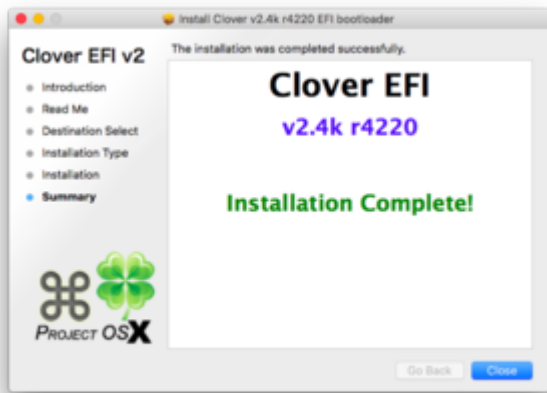 Install Clover v2.4k r4220 EFI bootloader
The installation was completed successfully.
Clover EFI v2
Introduction
Read Me
Destination Select
Installation Type
Installation
Summary
Clover EFI
v2.4k r4220
Installation Complete!
PROJECT OSX
Go Back
Close